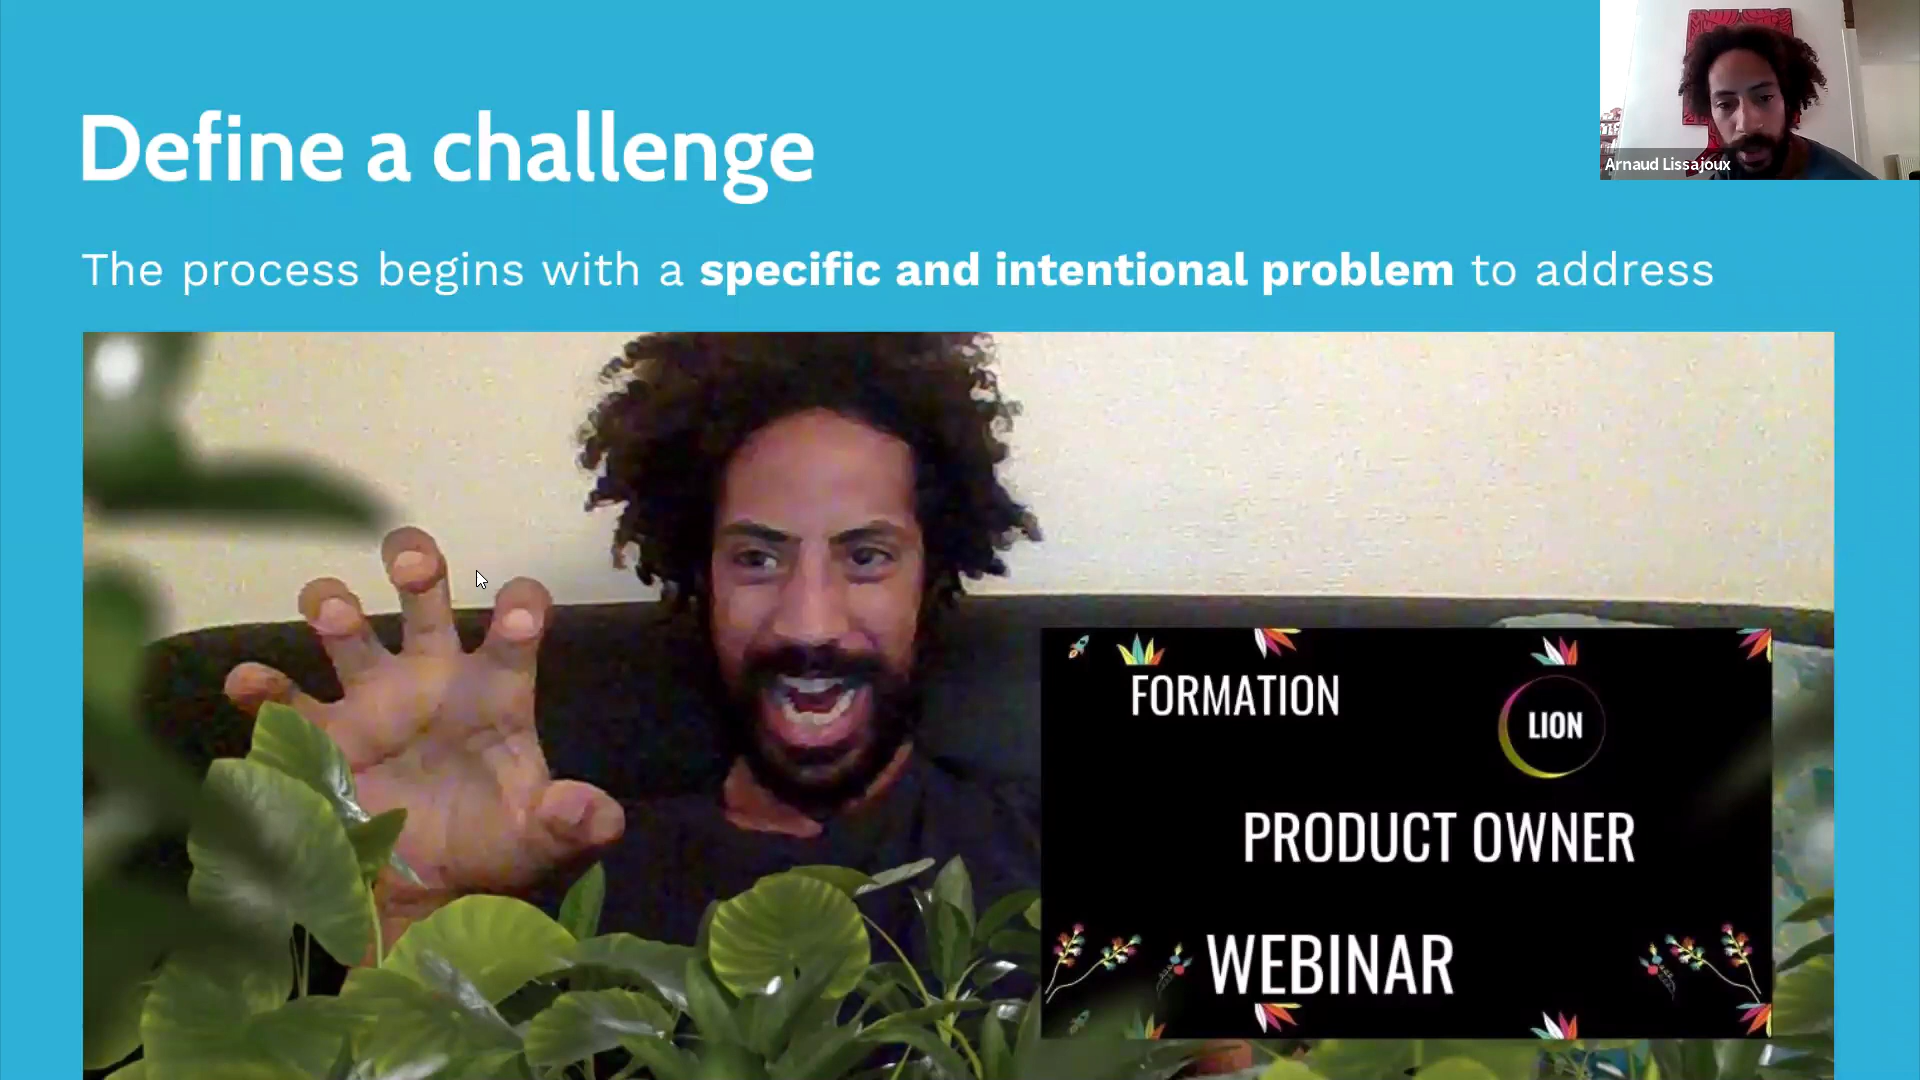 Define a challenge
The process begins with a specific and intentional problem to address
Arnaud Lissajoux
FORMATION
LION
PRODUCT OWNER
WEBINAR